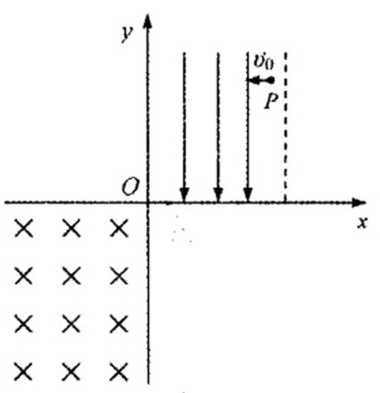 y
v₀
P
O
x
× × ×
× × ×
× × ×
× × ×